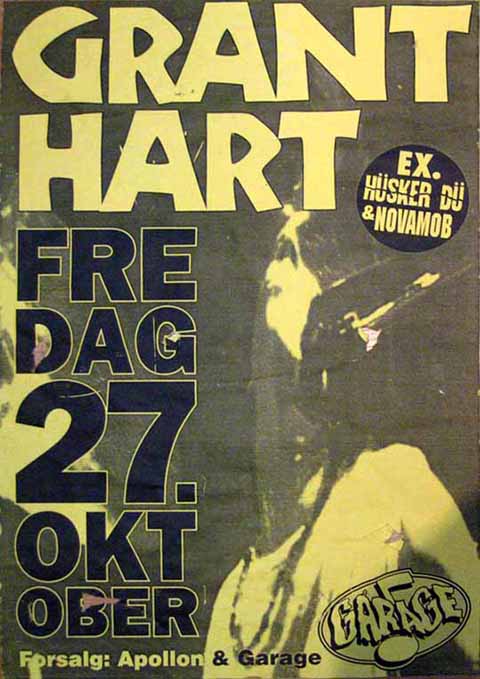 GRANT
HART
EX.
HÜSKER DÜ
& NOVAMOB
FRE
DAG
27.
OKT
OBER
GARAGE
Forsalg: Apollon & Garage